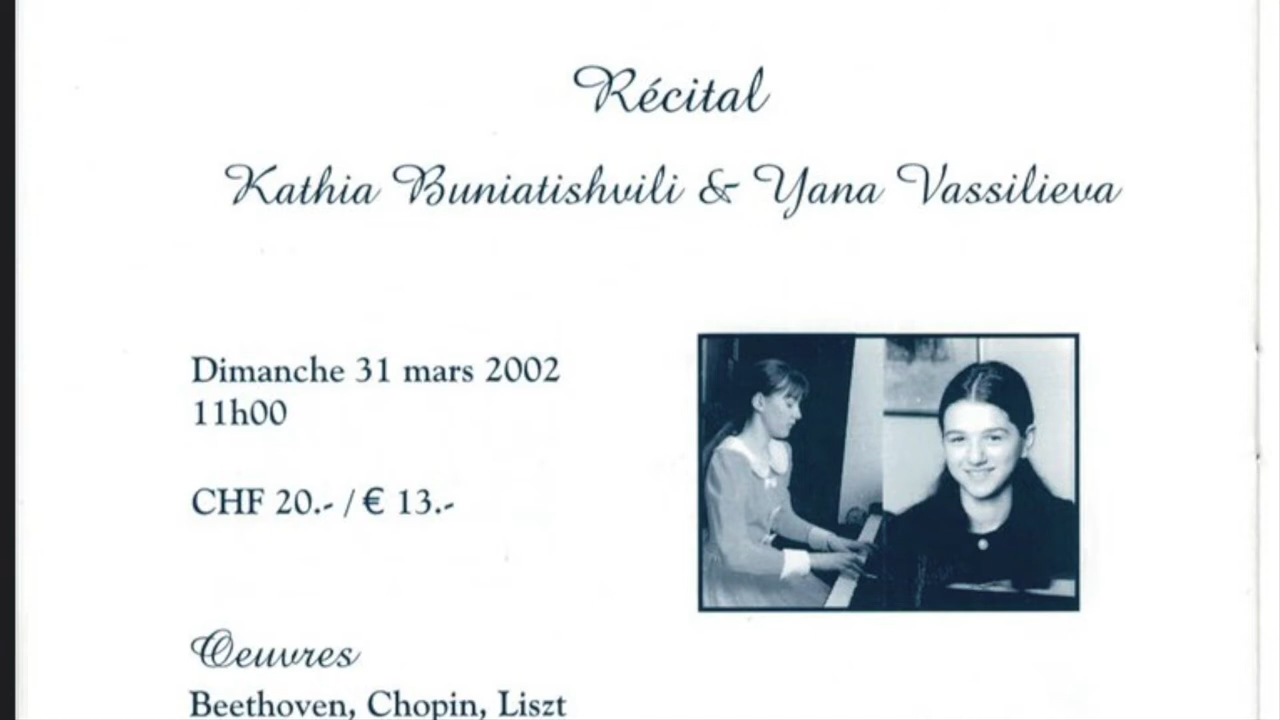 Récital
Kathia Buniatishvili & Yana Vassilieva
Dimanche 31 mars 2002
11h00
CHF 20.- / € 13.-
Oeuvres
Beethoven, Chopin, Liszt